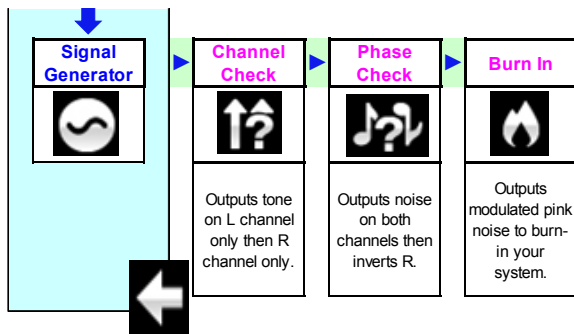 Signal
Generator
Channel
Check
Phase
Check
Burn In
Outputs tone
on L channel
only then R
channel only.
Outputs noise
on both
channels then
inverts R.
Outputs
modulated pink
noise to burn-
in your
system.